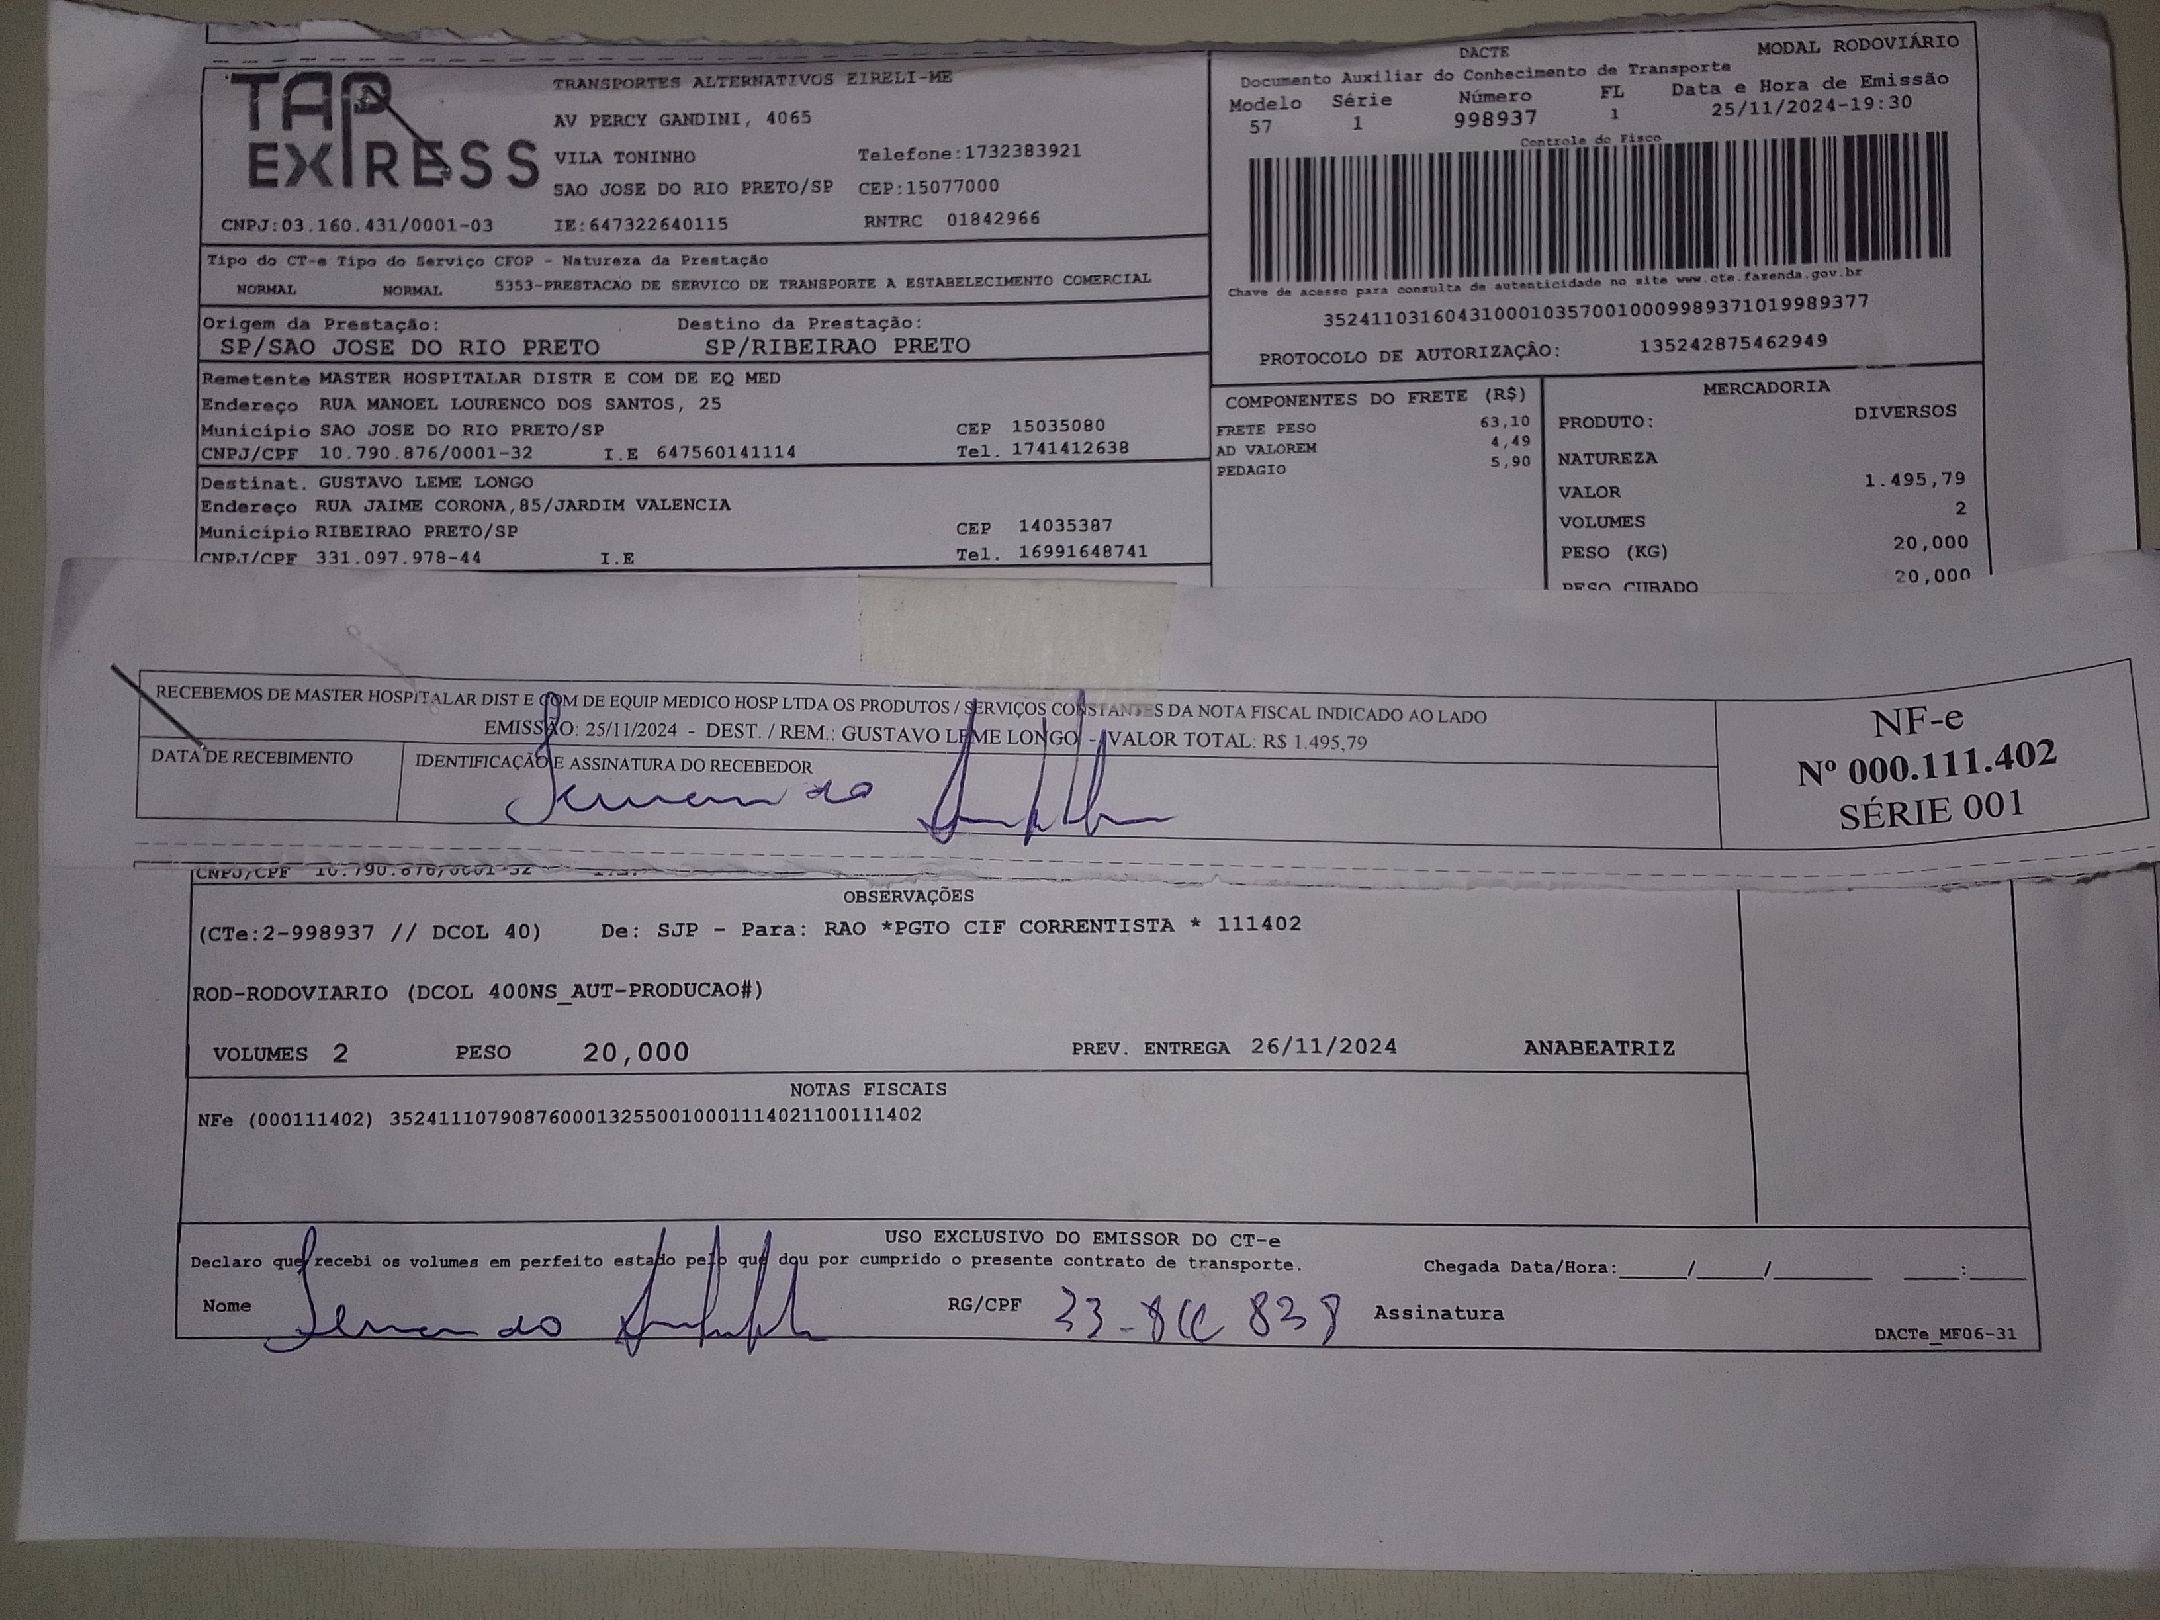 TAP EXPRESS
TRANSPORTES ALTERNATIVOS EIRELI-ME
AV PERCY GANDINI, 4065
VILA TONINHO Telefone:1732383921
SAO JOSE DO RIO PRETO/SP CEP:15077000
CNPJ:03.160.431/0001-03 IE:647322640115 RNTRC 01842966
DACTE MODAL RODOVIÁRIO
Documento Auxiliar do Conhecimento de Transporte
Modelo Série Número FL Data e Hora de Emissão
57 1 998937 1 25/11/2024-19:30
Controle do Fisco
Chave de acesso para consulta de autenticidade no site www.cte.fazenda.gov.br
35241103160431000103570010009989371019989377
PROTOCOLO DE AUTORIZAÇÃO: 135242875462949
Tipo do CT-e Tipo do Serviço CFOP - Natureza da Prestação
NORMAL NORMAL 5353-PRESTACAO DE SERVICO DE TRANSPORTE A ESTABELECIMENTO COMERCIAL
Origem da Prestação: Destino da Prestação:
SP/SAO JOSE DO RIO PRETO SP/RIBEIRAO PRETO
Remetente MASTER HOSPITALAR DISTR E COM DE EQ MED
Endereço RUA MANOEL LOURENCO DOS SANTOS, 25
Município SAO JOSE DO RIO PRETO/SP CEP 15035080
CNPJ/CPF 10.790.876/0001-32 I.E 647560141114 Tel. 1741412638
Destinat. GUSTAVO LEME LONGO
Endereço RUA JAIME CORONA,85/JARDIM VALENCIA
Município RIBEIRAO PRETO/SP CEP 14035387
CNPJ/CPF 331.097.978-44 I.E Tel. 16991648741
COMPONENTES DO FRETE (R$)
FRETE PESO 63,10
AD VALOREM 4,49
PEDAGIO 5,90
MERCADORIA
PRODUTO: DIVERSOS
NATUREZA
VALOR 1.495,79
VOLUMES 2
PESO (KG) 20,000
PESO CUBADO 20,000
RECEBEMOS DE MASTER HOSPITALAR DIST E COM DE EQUIP MEDICO HOSP LTDA OS PRODUTOS / SERVIÇOS CONSTANTES DA NOTA FISCAL INDICADO AO LADO
EMISSÃO: 25/11/2024 - DEST. / REM.: GUSTAVO LEME LONGO - VALOR TOTAL: R$ 1.495,79
DATA DE RECEBIMENTO IDENTIFICAÇÃO E ASSINATURA DO RECEBEDOR
NF-e
Nº 000.111.402
SÉRIE 001
CNPJ/CPF 10.790.876/0001-32 I.E.
OBSERVAÇÕES
(CTe:2-998937 // DCOL 40) De: SJP - Para: RAO *PGTO CIF CORRENTISTA * 111402
ROD-RODOVIARIO (DCOL 400NS_AUT-PRODUCAO#)
VOLUMES 2 PESO 20,000 PREV. ENTREGA 26/11/2024 ANABEATRIZ
NOTAS FISCAIS
NFe (000111402) 35241110790876000132550010001114021100111402
USO EXCLUSIVO DO EMISSOR DO CT-e
Declaro que recebi os volumes em perfeito estado pelo que dou por cumprido o presente contrato de transporte.
Chegada Data/Hora:_____/_____/_______ ____:____
Nome RG/CPF Assinatura
DACTe_MF06-31